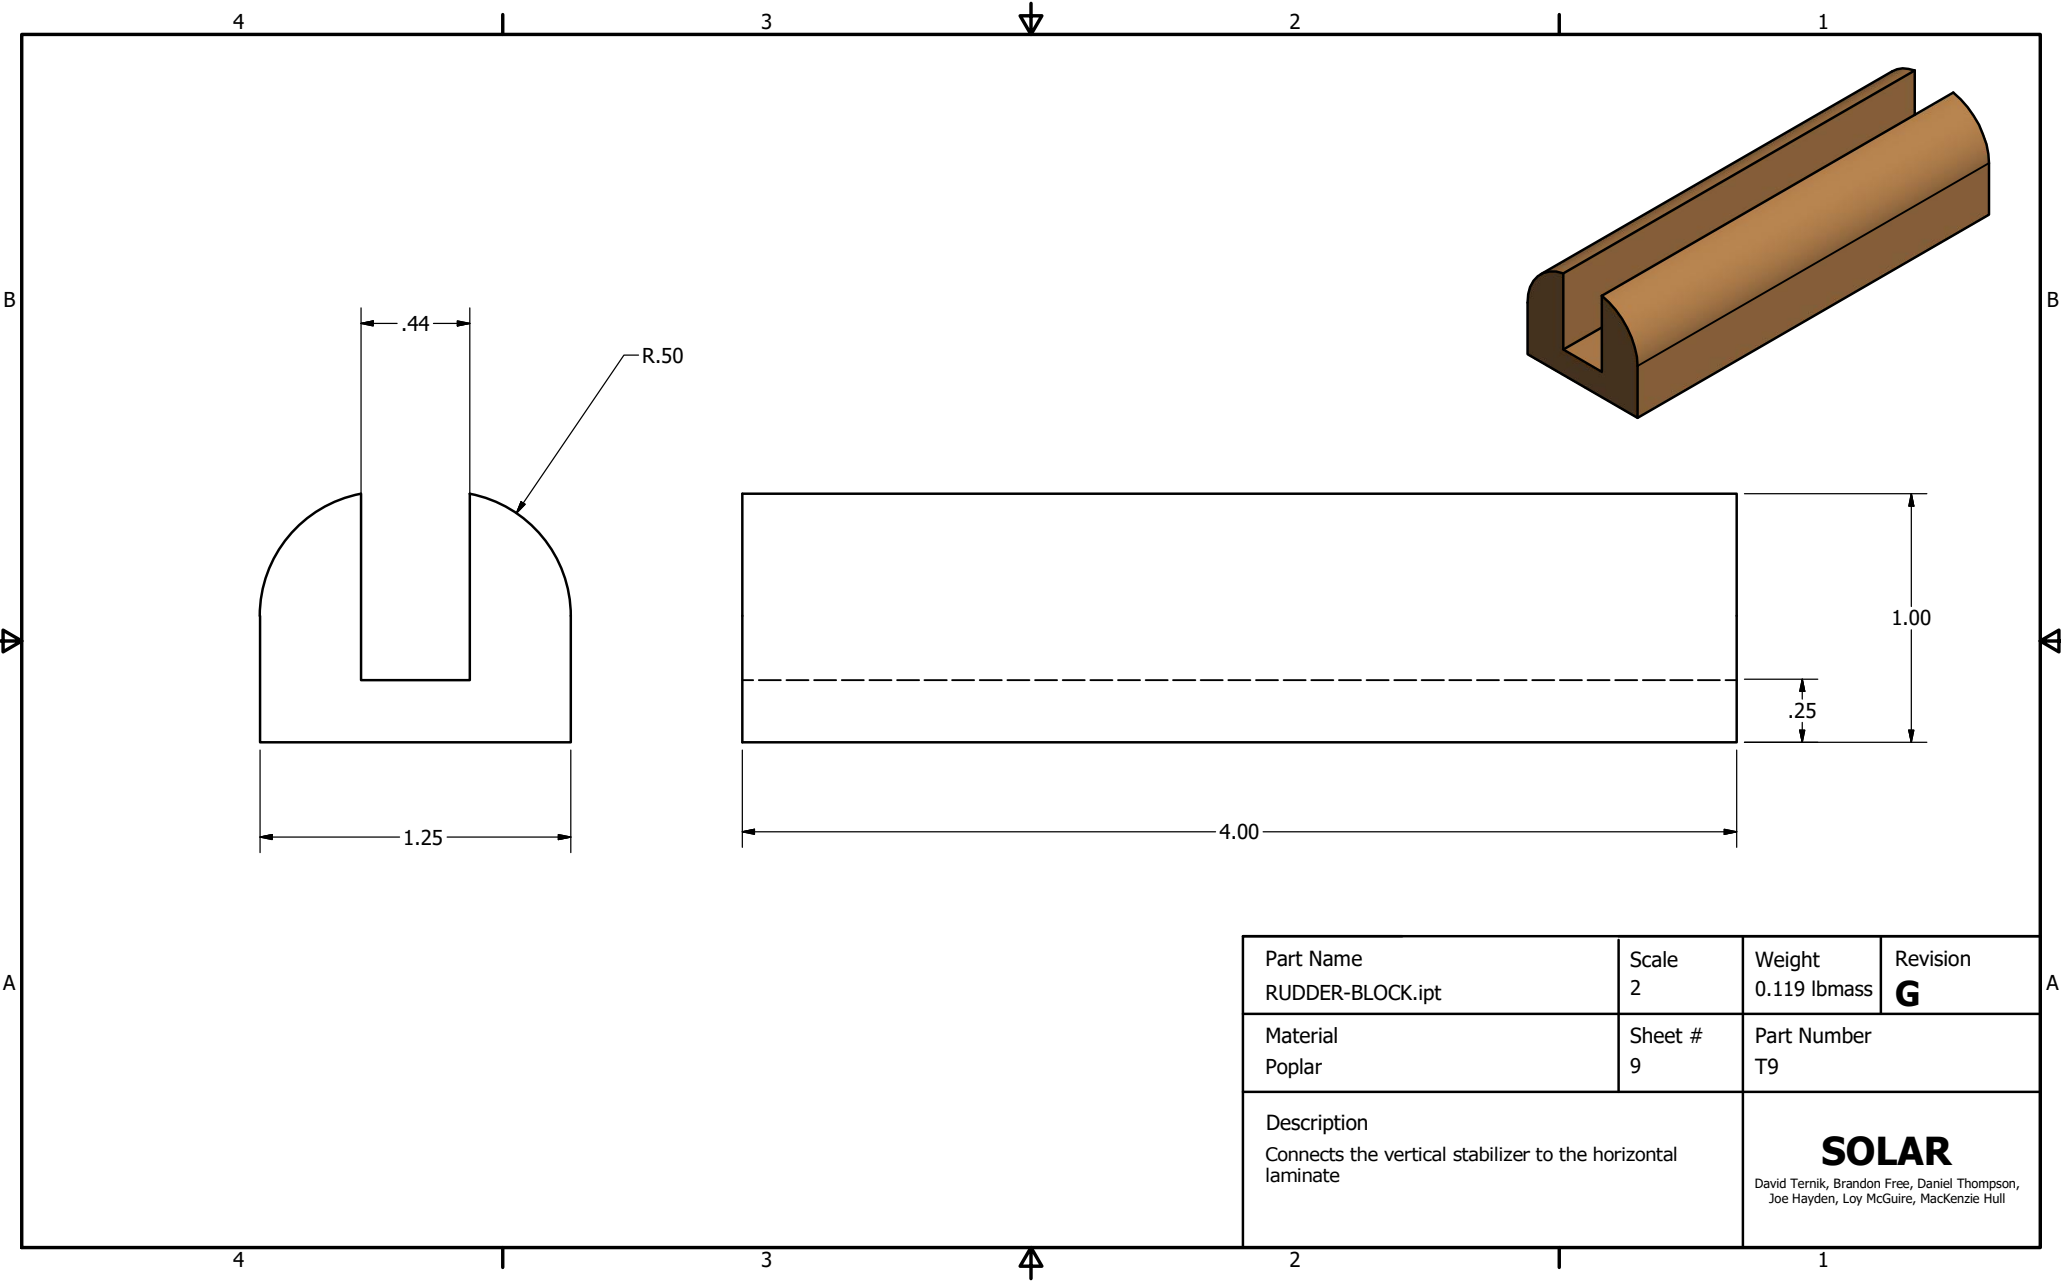 4 3 2 1
B B
.44
R.50
1.00
.25
1.25
4.00
A A
Part Name
RUDDER-BLOCK.ipt
Scale
2
Weight
0.119 lbmass
Revision
G
Material
Poplar
Sheet #
9
Part Number
T9
Description
Connects the vertical stabilizer to the horizontal
laminate
SOLAR
David Ternik, Brandon Free, Daniel Thompson,
Joe Hayden, Loy McGuire, MacKenzie Hull
4 3 2 1